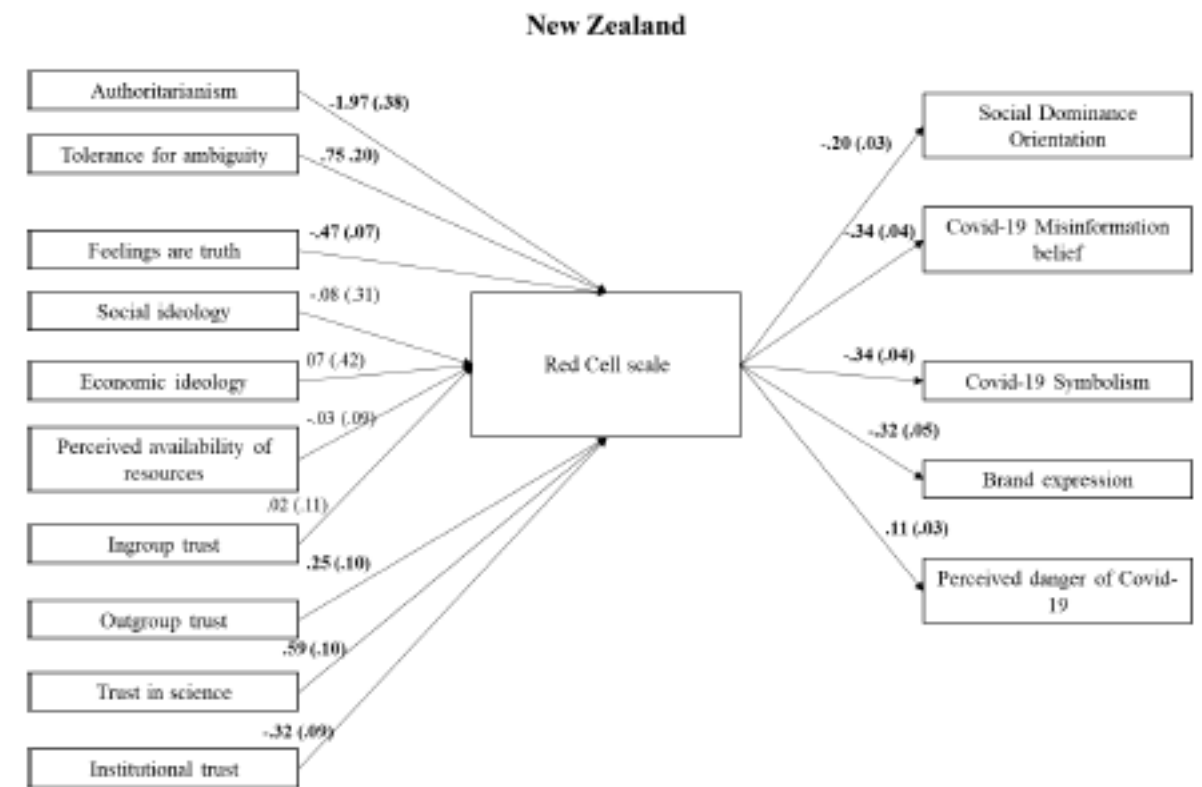 New Zealand
Authoritarianism
-1.97 (.38)
Tolerance for ambiguity
.75 .20)
Feelings are truth
-.47 (.07)
Social ideology
-.08 (.31)
Economic ideology
.07 (.42)
Perceived availability of
resources
-.03 (.09)
Ingroup trust
.02 (.11)
Outgroup trust
.25 (.10)
Trust in science
.59 (.10)
Institutional trust
-.32 (.09)
Red Cell scale
-.20 (.03)
Social Dominance
Orientation
-.34 (.04)
Covid-19 Misinformation
belief
-.34 (.04)
Covid-19 Symbolism
-.32 (.05)
Brand expression
.11 (.03)
Perceived danger of Covid-
19